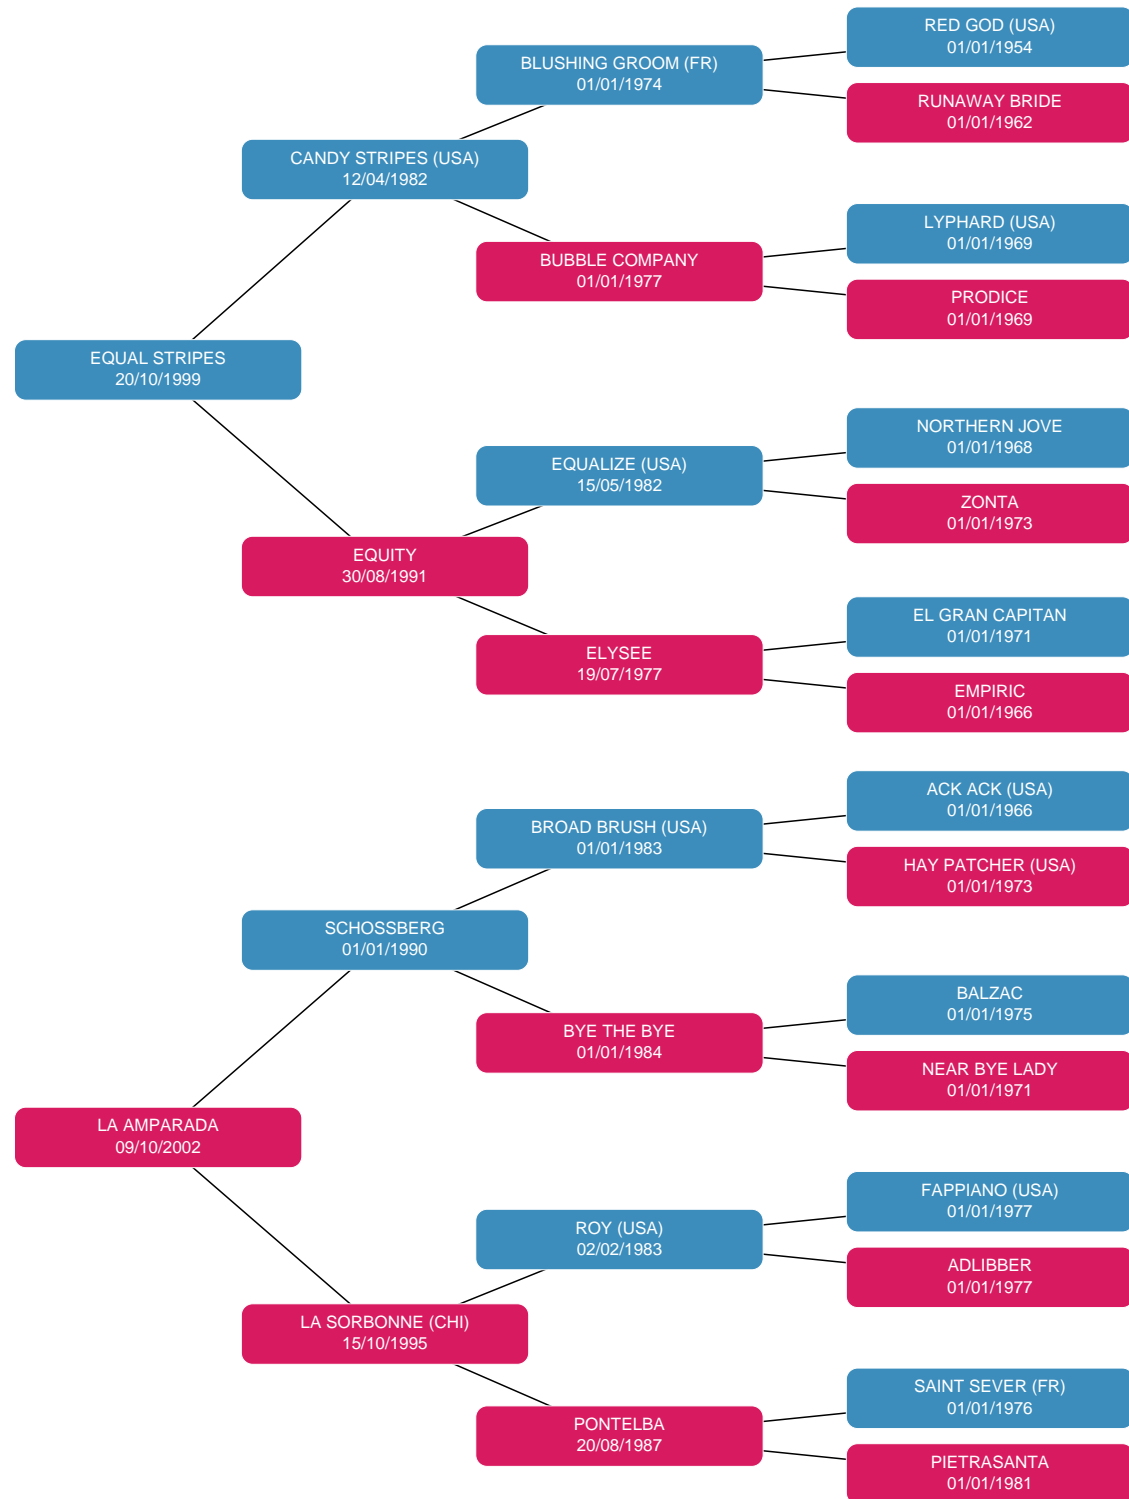 RED GOD (USA)
01/01/1954
BLUSHING GROOM (FR)
01/01/1974
RUNAWAY BRIDE
01/01/1962
CANDY STRIPES (USA)
12/04/1982
LYPHARD (USA)
01/01/1969
BUBBLE COMPANY
01/01/1977
PRODICE
01/01/1969
EQUAL STRIPES
20/10/1999
NORTHERN JOVE
01/01/1968
EQUALIZE (USA)
15/05/1982
ZONTA
01/01/1973
EQUITY
30/08/1991
EL GRAN CAPITAN
01/01/1971
ELYSEE
19/07/1977
EMPIRIC
01/01/1966
ACK ACK (USA)
01/01/1966
BROAD BRUSH (USA)
01/01/1983
HAY PATCHER (USA)
01/01/1973
SCHOSSBERG
01/01/1990
BALZAC
01/01/1975
BYE THE BYE
01/01/1984
NEAR BYE LADY
01/01/1971
LA AMPARADA
09/10/2002
FAPPIANO (USA)
01/01/1977
ROY (USA)
02/02/1983
ADLIBBER
01/01/1977
LA SORBONNE (CHI)
15/10/1995
SAINT SEVER (FR)
01/01/1976
PONTELBA
20/08/1987
PIETRASANTA
01/01/1981